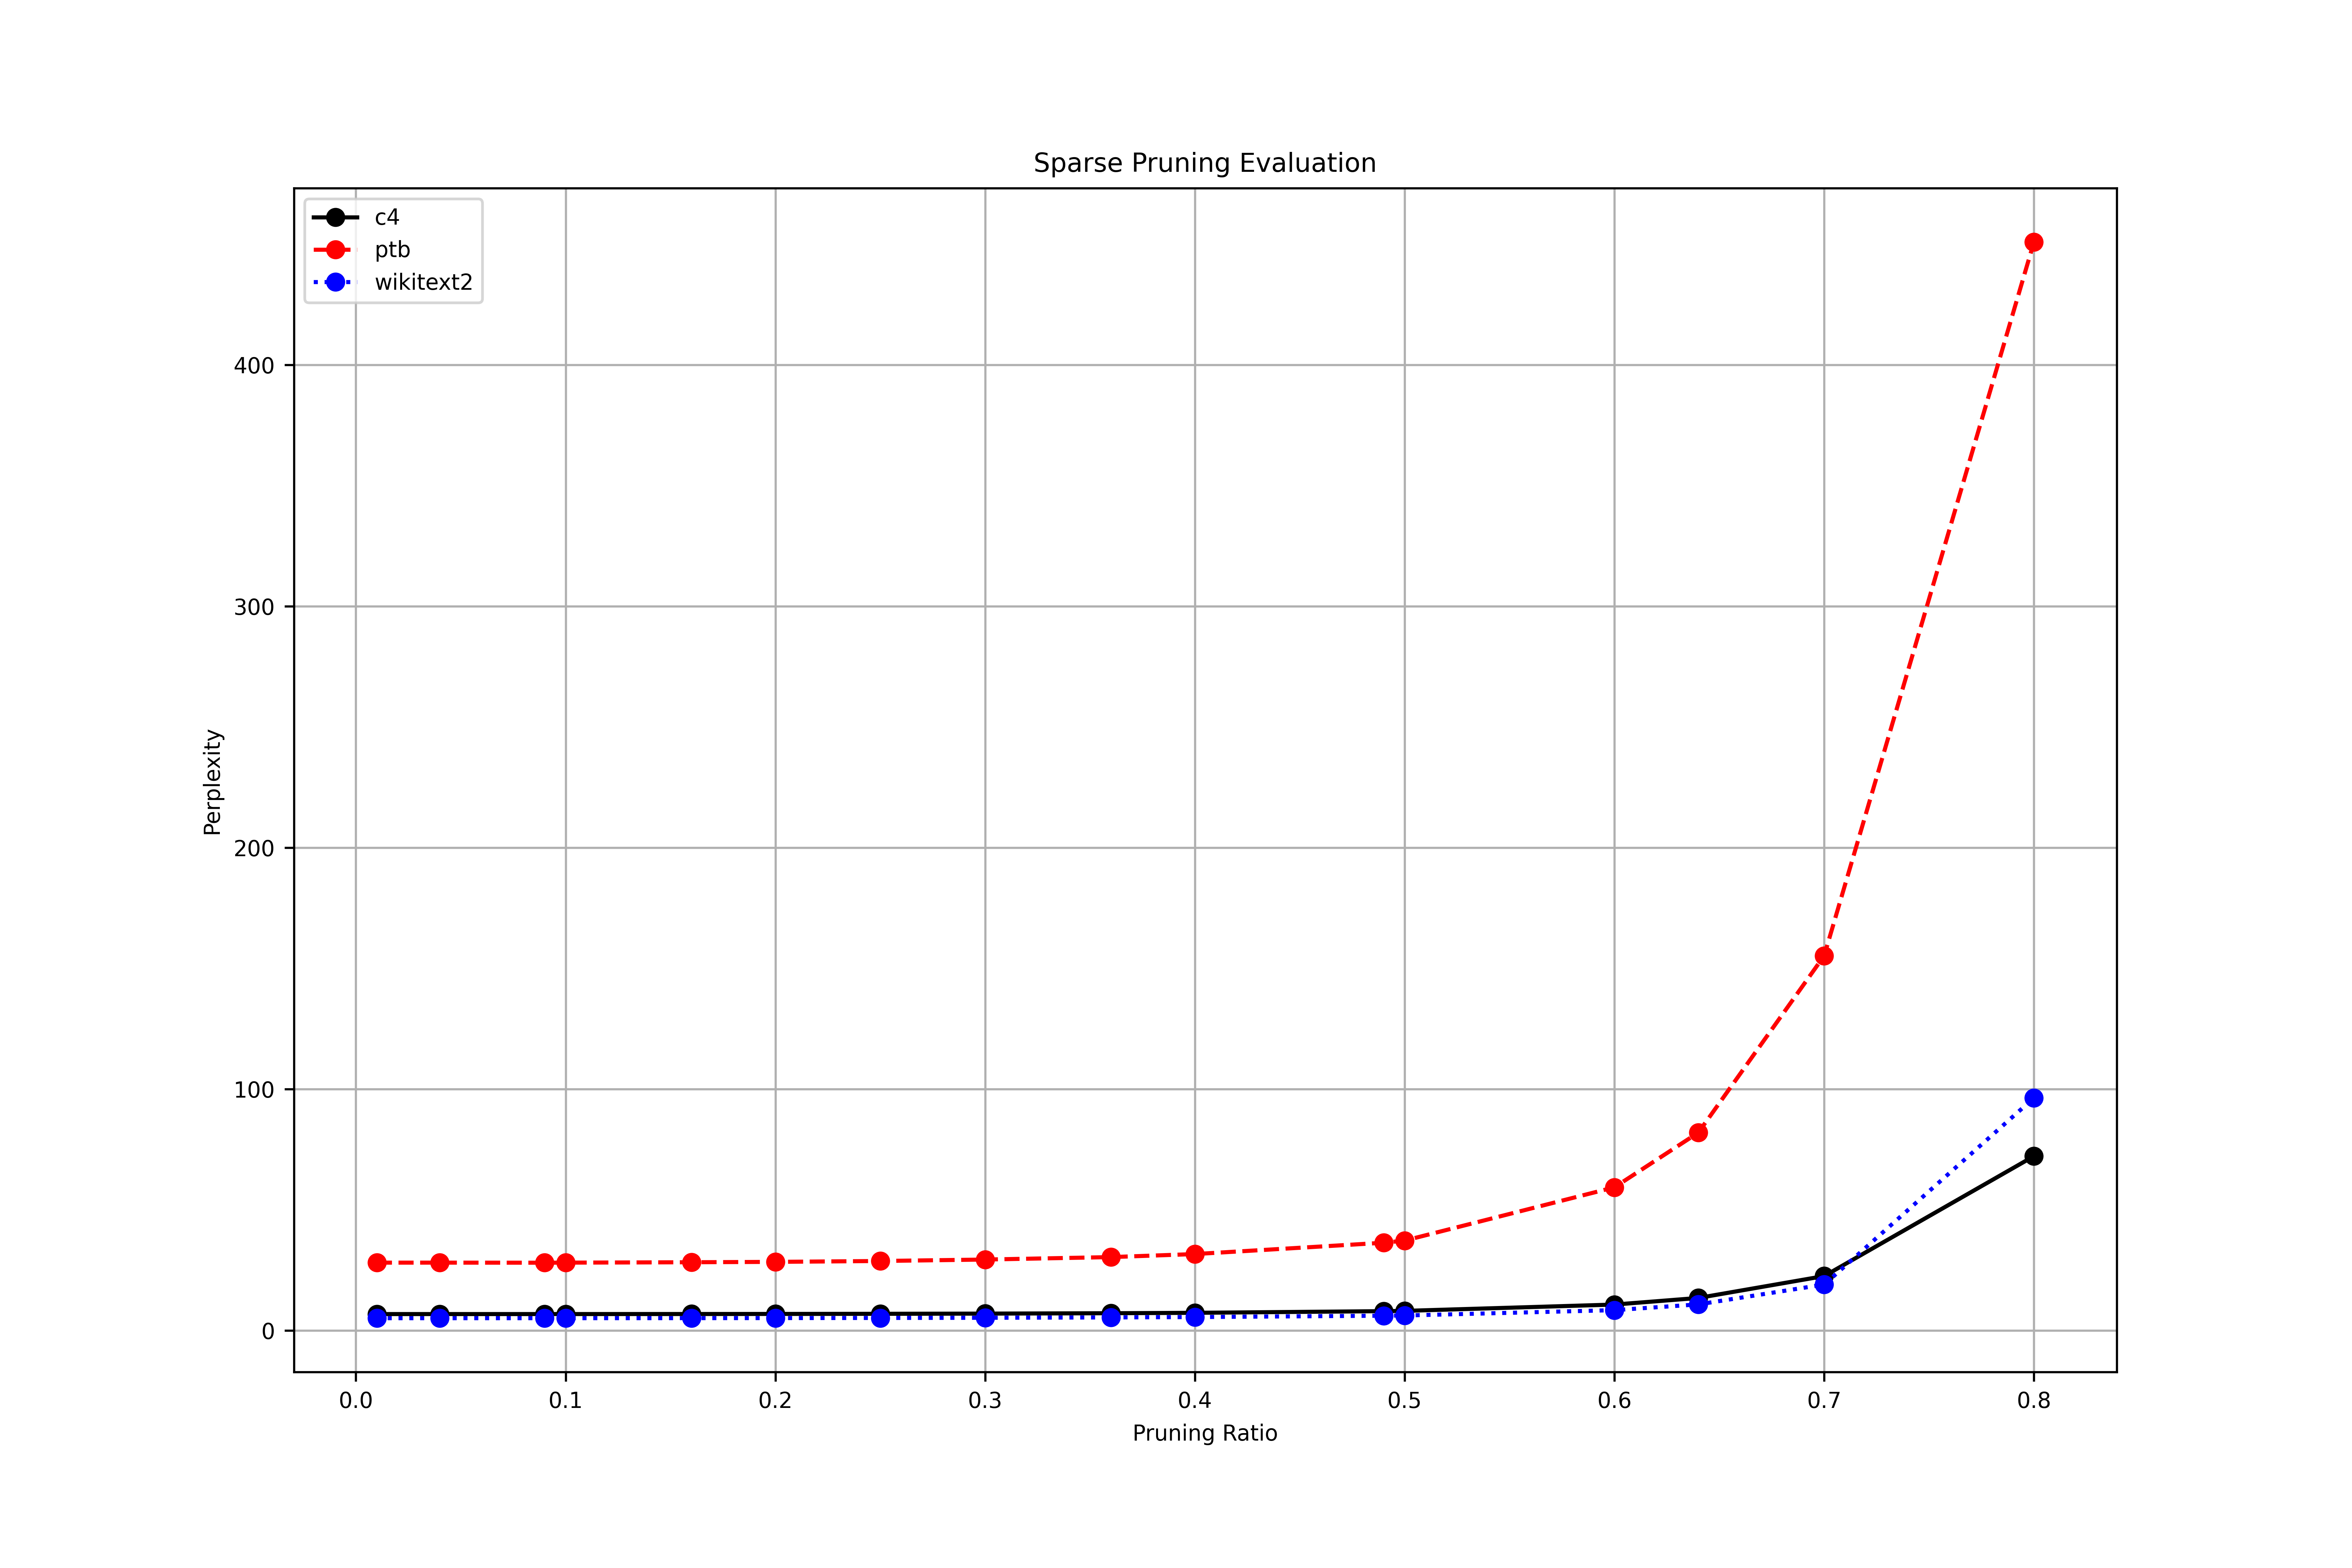 Sparse Pruning Evaluation
c4
ptb
wikitext2
400
300
200
100
0
Perplexity
0.0 0.1 0.2 0.3 0.4 0.5 0.6 0.7 0.8
Pruning Ratio